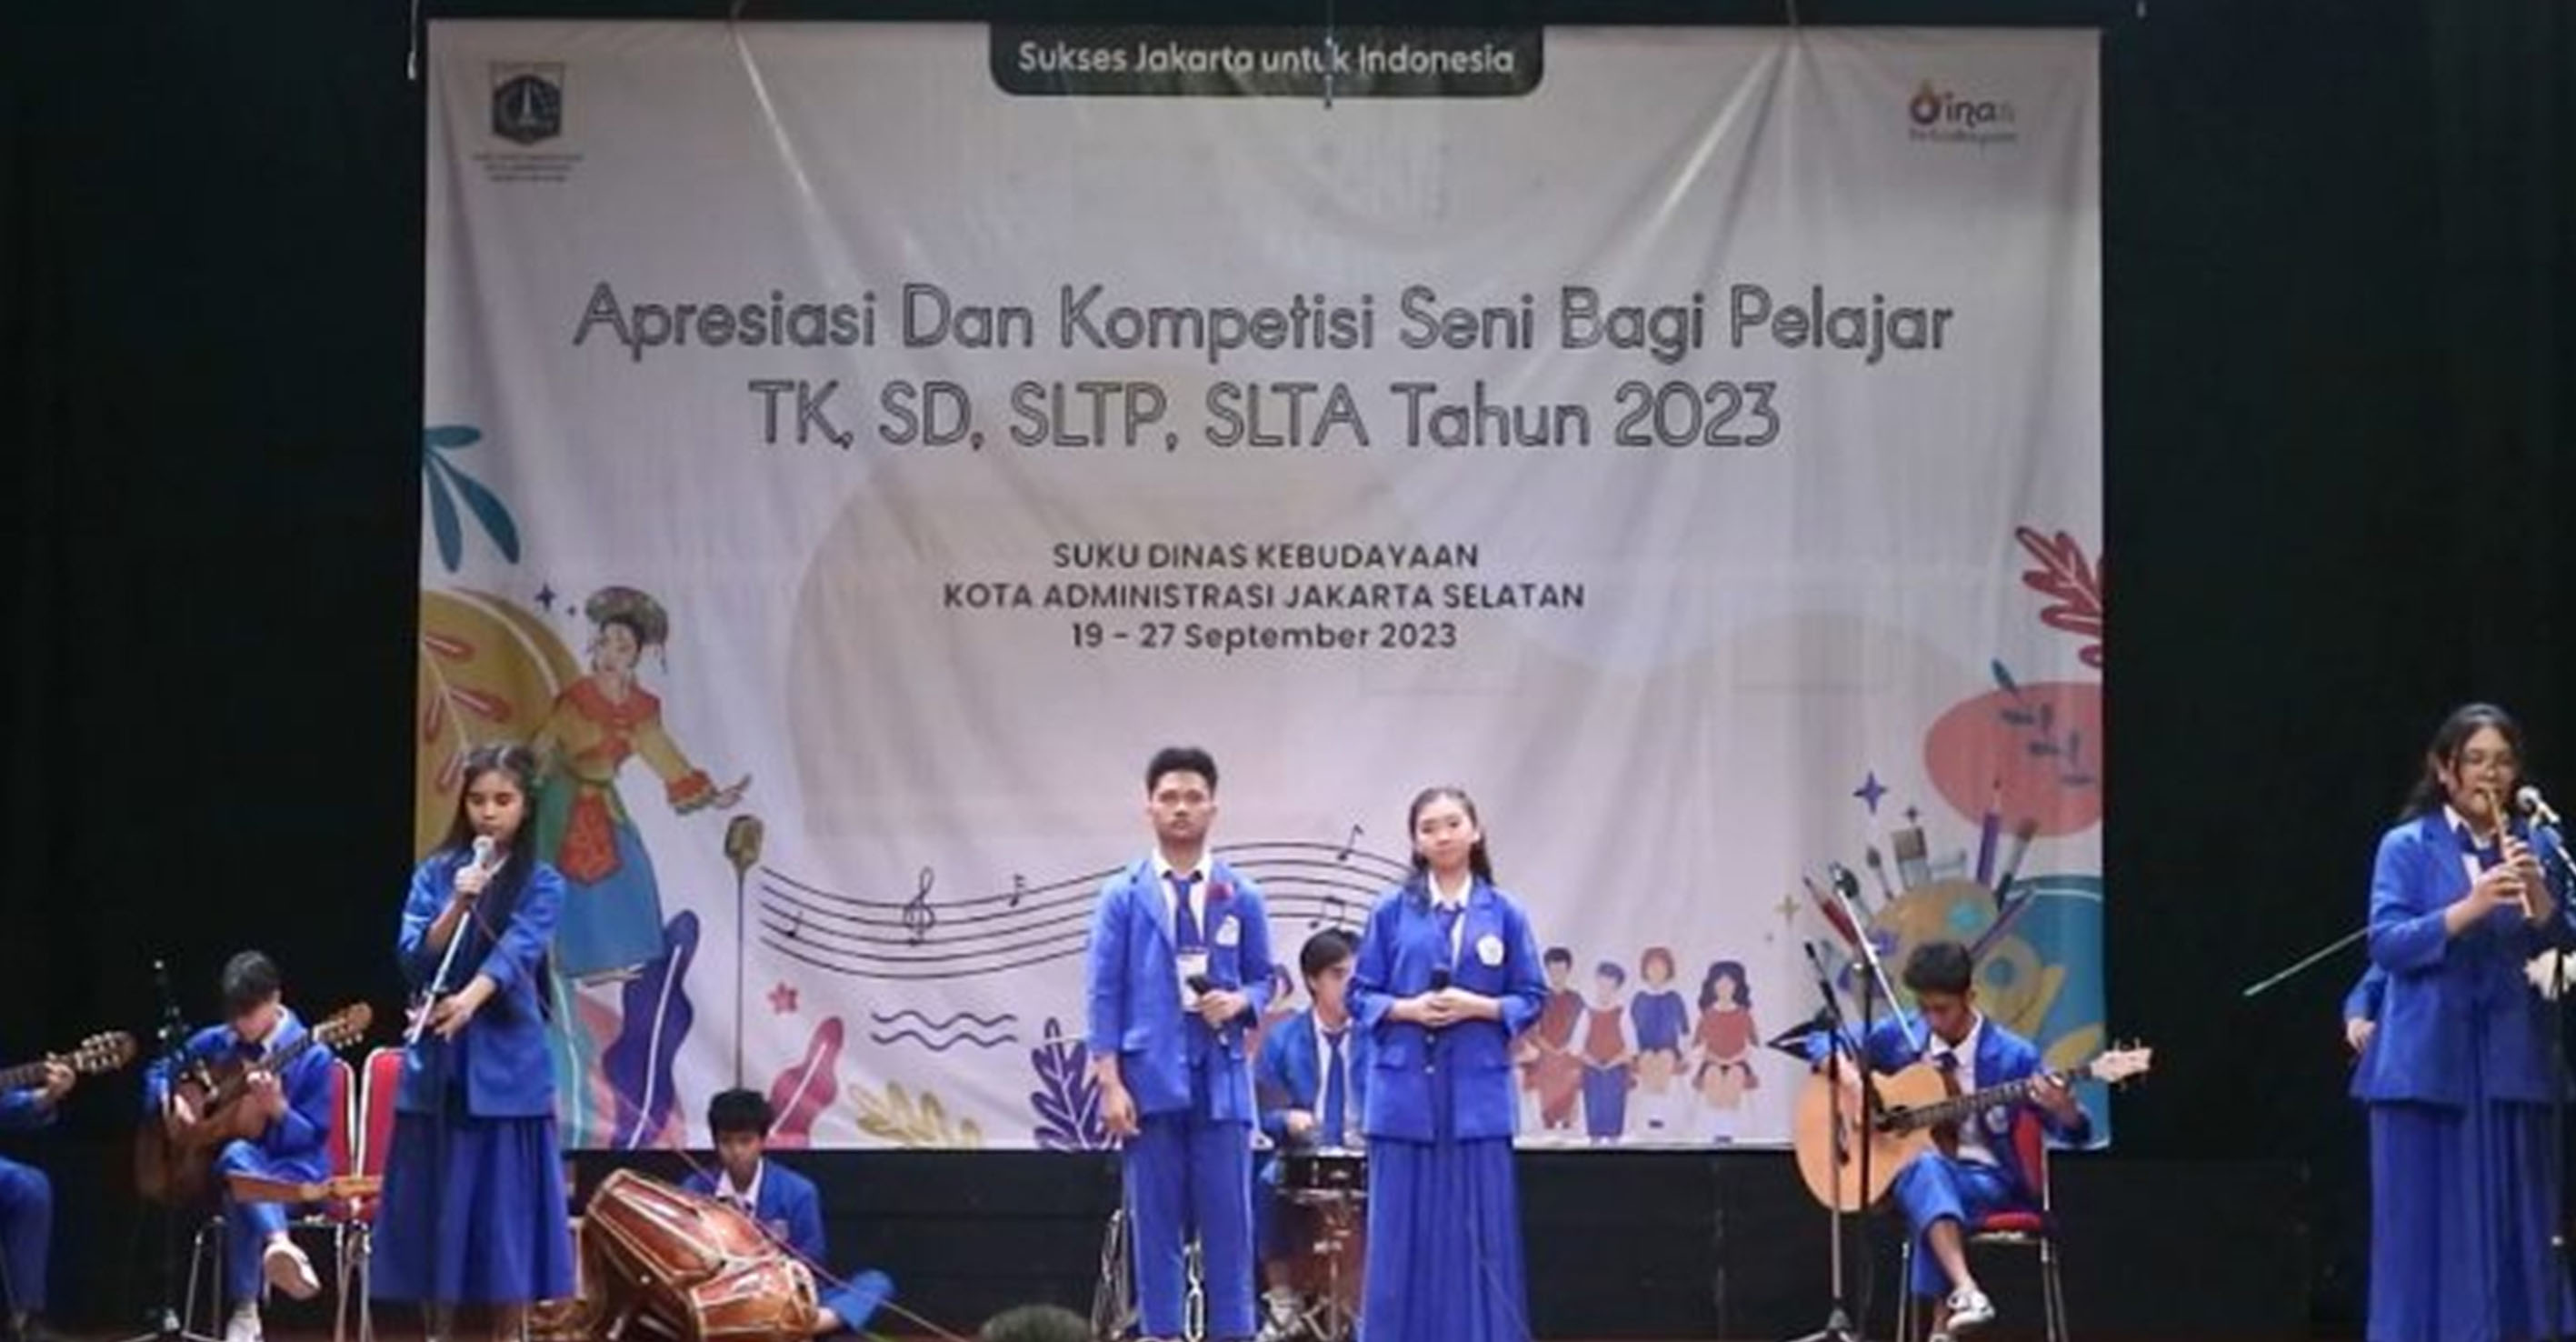 Sukses Jakarta untuk Indonesia
Apresiasi Dan Kompetisi Seni Bagi Pelajar
TK, SD, SLTP, SLTA Tahun 2023
SUKU DINAS KEBUDAYAAN
KOTA ADMINISTRASI JAKARTA SELATAN
19 - 27 September 2023